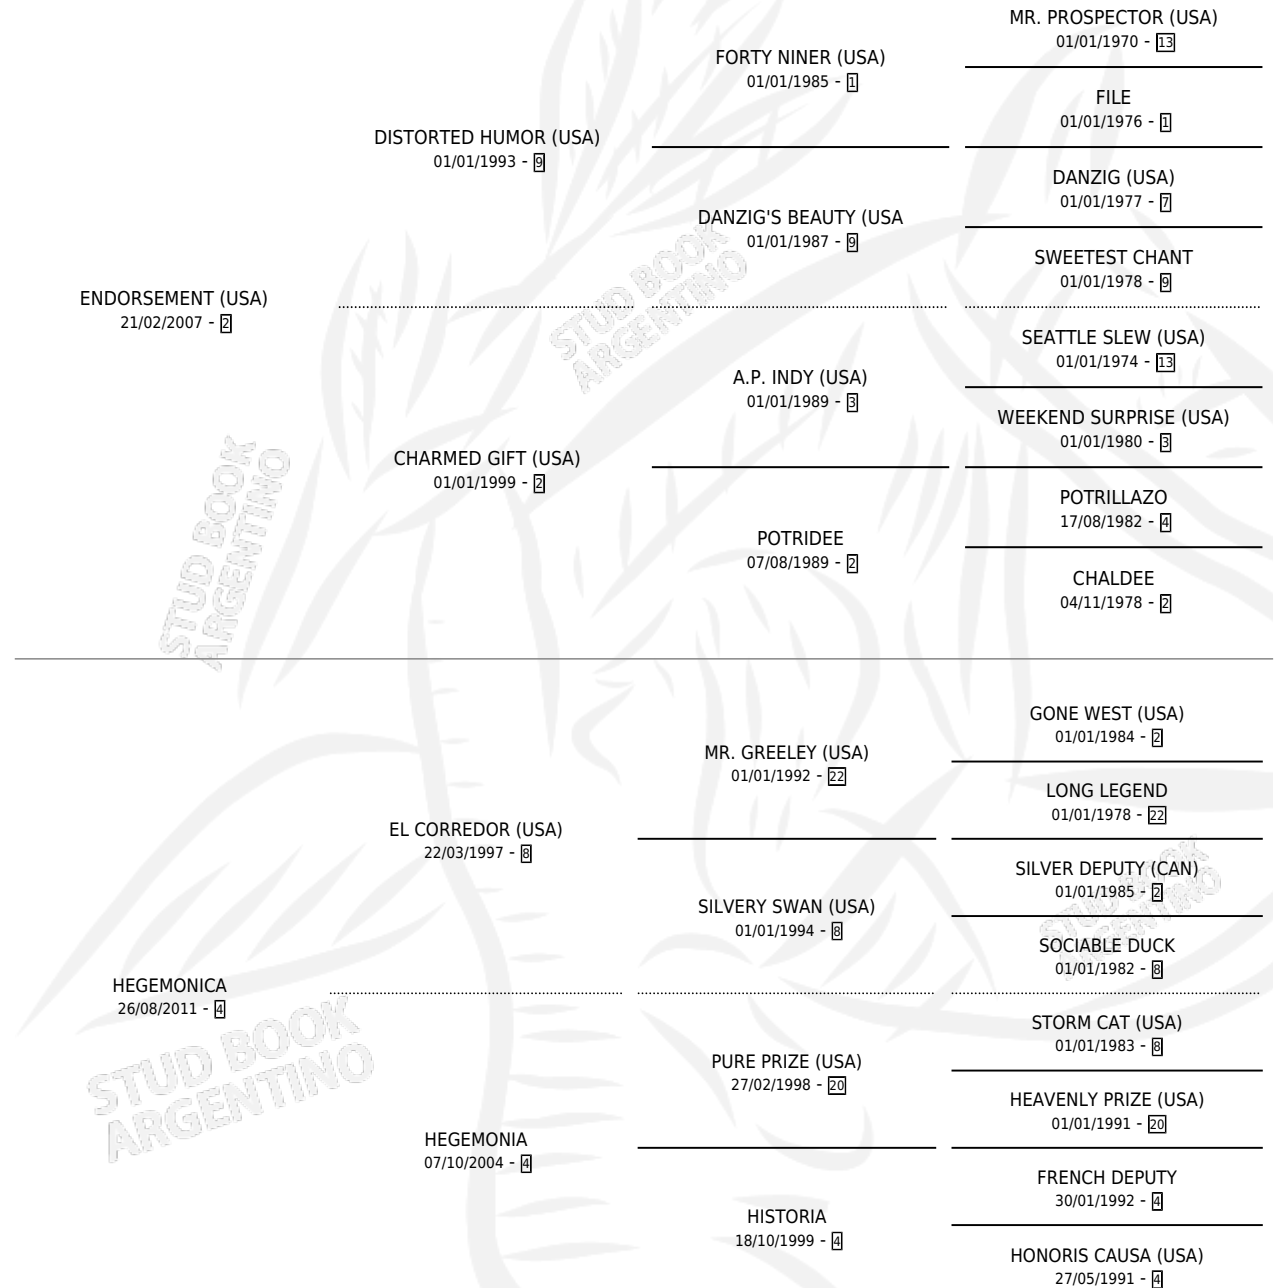 MR. PROSPECTOR (USA)
01/01/1970 - 13
FORTY NINER (USA)
01/01/1985 - 1
FILE
01/01/1976 - 1
DISTORTED HUMOR (USA)
01/01/1993 - 9
DANZIG (USA)
01/01/1977 - 7
DANZIG'S BEAUTY (USA
01/01/1987 - 9
SWEETEST CHANT
01/01/1978 - 9
ENDORSEMENT (USA)
21/02/2007 - 2
STUD BOOK
ARGENTINO
SEATTLE SLEW (USA)
01/01/1974 - 13
A.P. INDY (USA)
01/01/1989 - 3
WEEKEND SURPRISE (USA)
01/01/1980 - 3
CHARMED GIFT (USA)
01/01/1999 - 2
POTRILLAZO
17/08/1982 - 4
POTRIDEE
07/08/1989 - 2
CHALDEE
04/11/1978 - 2
STUD BOOK
ARGENTINO
GONE WEST (USA)
01/01/1984 - 2
MR. GREELEY (USA)
01/01/1992 - 22
LONG LEGEND
01/01/1978 - 22
EL CORREDOR (USA)
22/03/1997 - 8
SILVER DEPUTY (CAN)
01/01/1985 - 2
SILVERY SWAN (USA)
01/01/1994 - 8
STUD BOOK
ARGENTINO
SOCIABLE DUCK
01/01/1982 - 8
HEGEMONICA
26/08/2011 - 4
STUD BOOK
ARGENTINO
STORM CAT (USA)
01/01/1983 - 8
PURE PRIZE (USA)
27/02/1998 - 20
HEAVENLY PRIZE (USA)
01/01/1991 - 20
HEGEMONIA
07/10/2004 - 4
FRENCH DEPUTY
30/01/1992 - 4
HISTORIA
18/10/1999 - 4
HONORIS CAUSA (USA)
27/05/1991 - 4